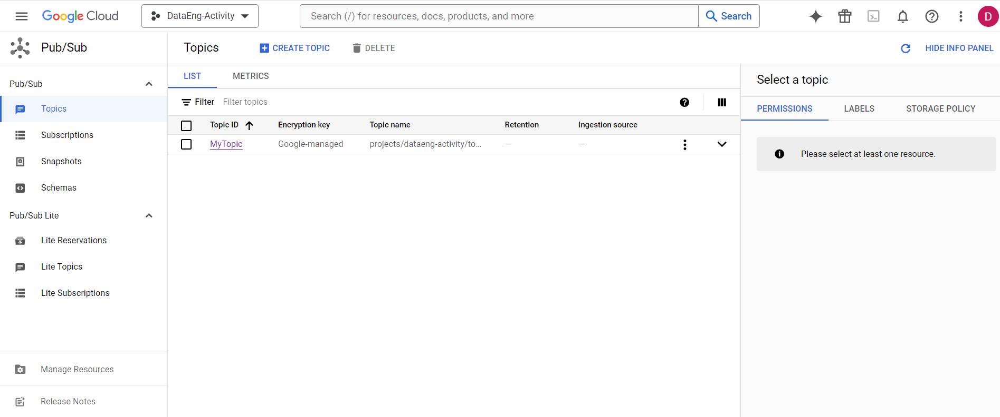 Google Cloud
DataEng-Activity
Search (/) for resources, docs, products, and more
Search
D
Pub/Sub
Topics
CREATE TOPIC
DELETE
HIDE INFO PANEL
Pub/Sub
Topics
Subscriptions
Snapshots
Schemas
Pub/Sub Lite
Lite Reservations
Lite Topics
Lite Subscriptions
Manage Resources
Release Notes
LIST METRICS
Filter Filter topics
Topic ID Encryption key Topic name Retention Ingestion source
MyTopic Google-managed projects/dataeng-activity/to... — —
Select a topic
PERMISSIONS LABELS STORAGE POLICY
Please select at least one resource.